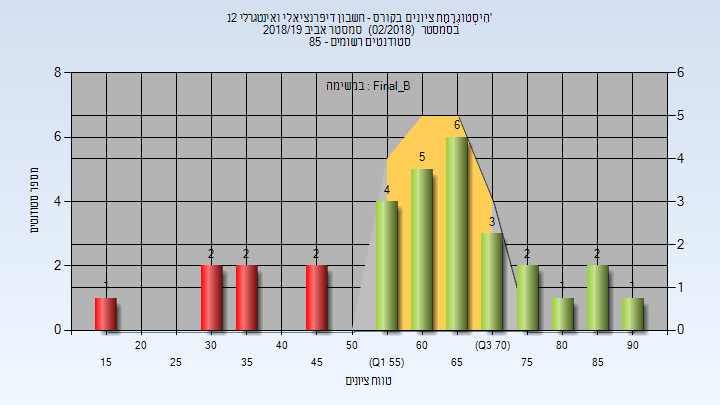 היסטוגרמת ציונים בקורס - חשבון דיפרנציאלי ואינטגרלי 2נ'
בסמסטר (02/2018) סמסטר אביב 2018/19
סטודנטים רשומים - 85
במשימה : Final_B
8 6
5
6
4
4 3
2
2
1
0 0
מספר סטודנטים
1 2 2 2 4 5 6 3 2 1 2 1
20 30 40 50 60 (Q3 70) 80 90
15 25 35 45 (Q1 55) 65 75 85
טווח ציונים